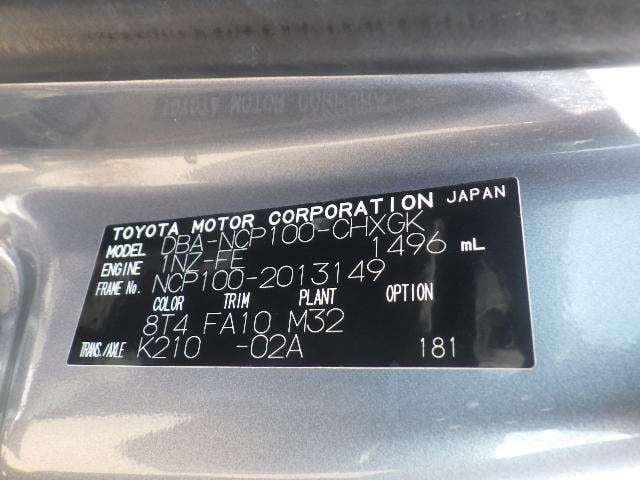 TOYOTA MOTOR CORPORATION JAPAN
MODEL DBA-NCP100-CHXGK
ENGINE 1NZ-FE 1496 mL
FRAME No. NCP100-2013149
COLOR TRIM PLANT OPTION
8T4 FA10 M32
TRANS./AXLE K210 -02A 181